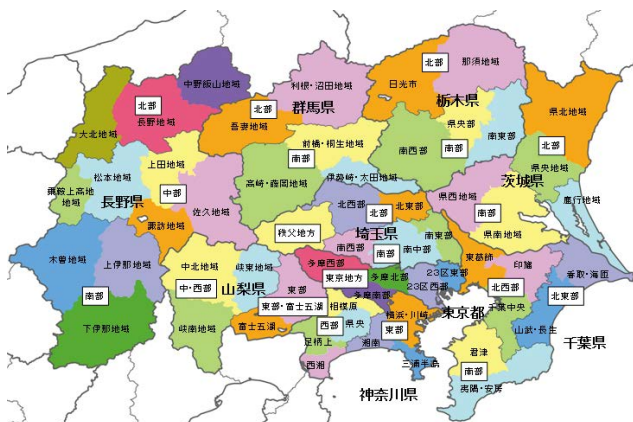 中野飯山地域
北部
長野地域
大北地域
利根・沼田地域
群馬県
北部
吾妻地域
日光市
北部
那須地域
栃木県
県央部
南東部
南西部
南部
県北地域
北部
県央地域
茨城県
鹿行地域
県西地域
南部
県南地域
前橋・桐生地域
南部
高崎・藤岡地域
伊勢崎・太田地域
上田地域
松本地域
乗鞍上高地地域
中部
長野県
佐久地域
諏訪地域
木曽地域
上伊那地域
南部
下伊那地域
北西部
北部
北東部
秩父地方
埼玉県
南西部
南部
南中部
南東部
中北地域
中・西部
山梨県
峡東地域
峡南地域
東部
東部・富士五湖
富士五湖
多摩西部
東京地方
多摩北部
多摩南部
23区東部
23区西部
東京都
相模原
西部
県央
足柄上
西湘
湘南
横浜・川崎
東部
三浦半島
神奈川県
東葛飾
印旛
香取・海匝
北西部
北東部
千葉中央
山武・長生
千葉県
君津
南部
夷隅・安房